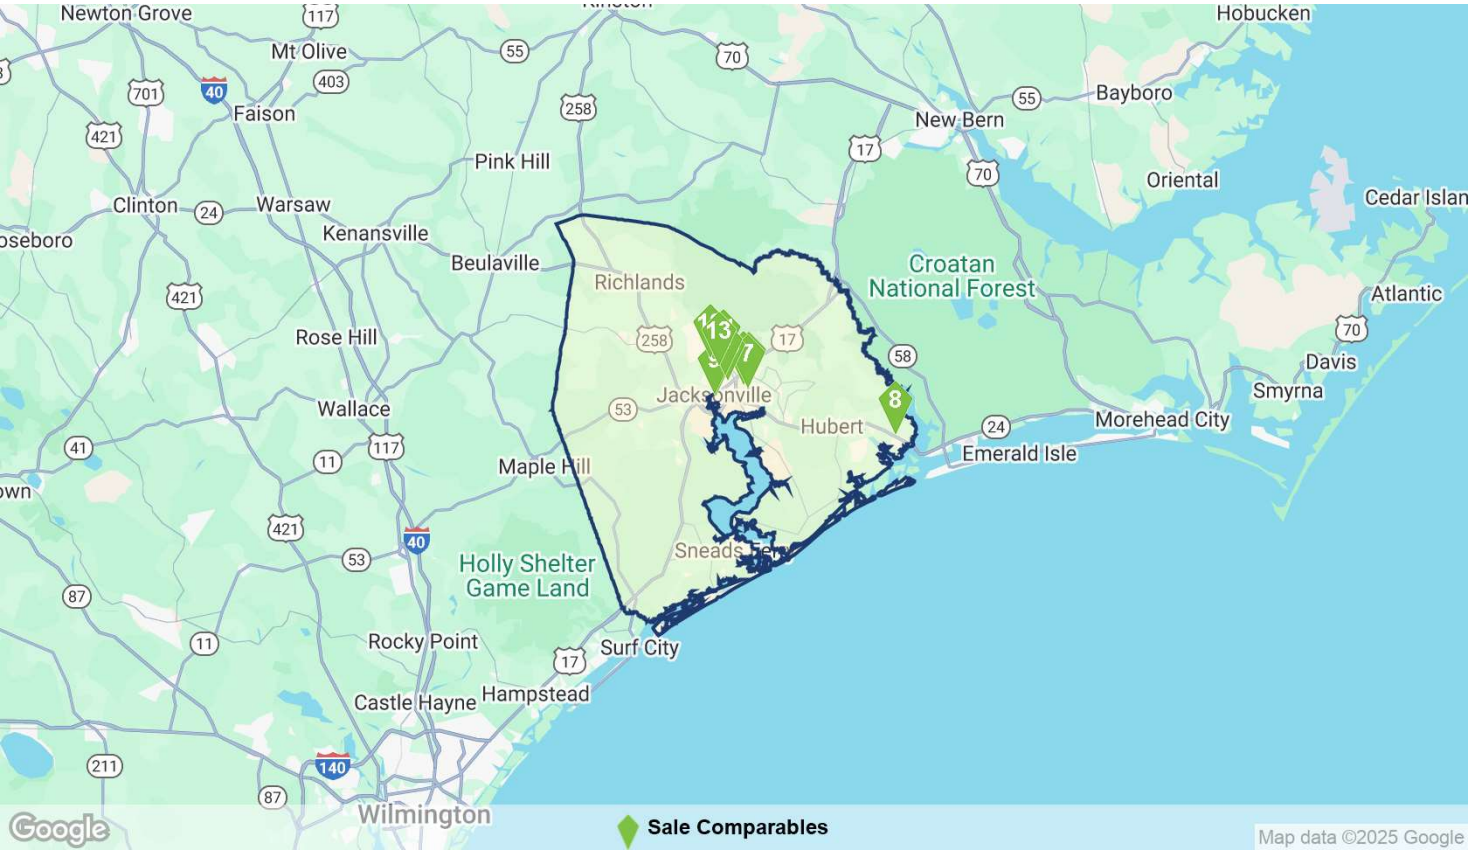 Newton Grove
117
Kinston
Hobucken
Mt Olive
55
70
403
701
40
Faison
258
Bayboro
55
New Bern
421
17
Pink Hill
70
Oriental
Clinton
24
Warsaw
Cedar Islan
oseboro
Kenansville
Beulaville
Croatan
National Forest
Richlands
421
Atlantic
Rose Hill
258
13
17
70
9
7
58
Davis
Jacksonville
Smyrna
Wallace
53
8
Hubert
Morehead City
24
41
117
11
Maple Hill
Emerald Isle
own
421
40
53
Holly Shelter
Game Land
Sneads Ferry
87
11
Rocky Point
Surf City
17
Castle Hayne
Hampstead
211
140
87
Wilmington
Google
Sale Comparables
Map data ©2025 Google